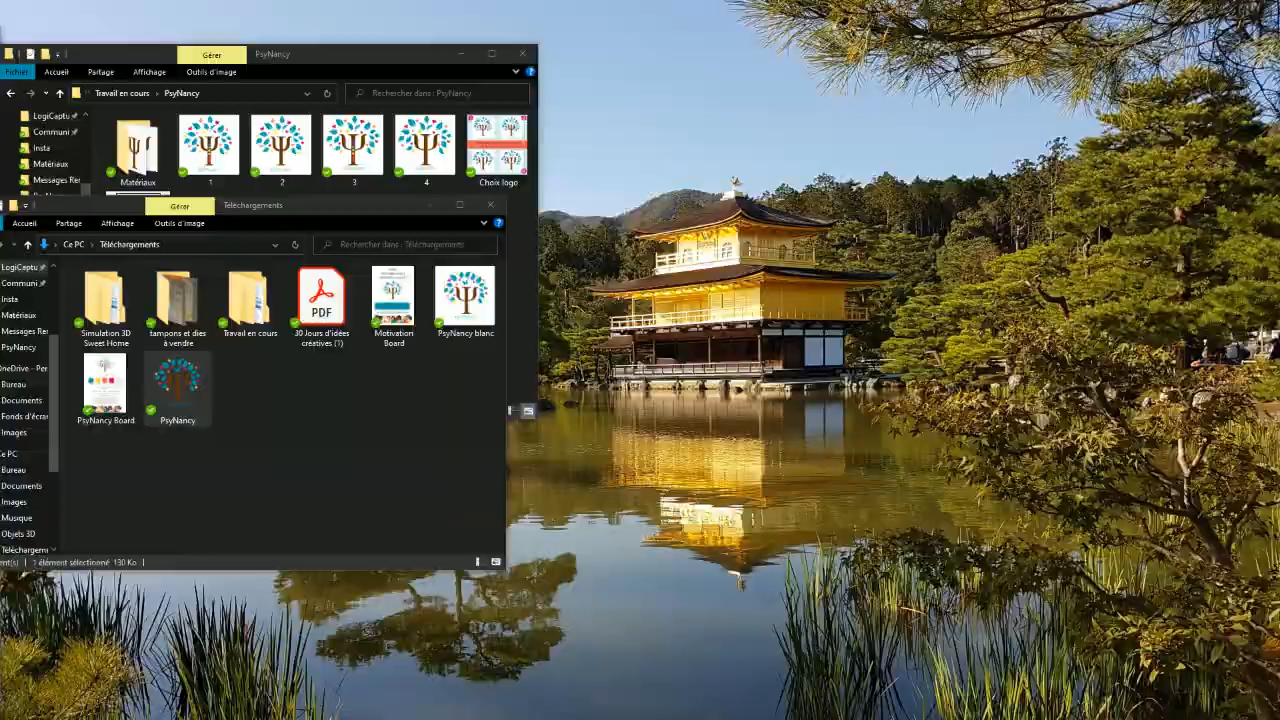 Gérer
PsyNancy
Fichier
Accueil
Partage
Affichage
Outils d'image
Travail en cours
PsyNancy
Rechercher dans : PsyNancy
LogiCaptu
Communi
Insta
Matériaux
Messages Re
Matériaux
1
2
3
4
Choix logo
Gérer
Téléchargements
Accueil
Partage
Affichage
Outils d'image
Ce PC
Téléchargements
Rechercher dans : Téléchargements
LogiCaptu
Communi
Insta
Matériaux
Messages Re
PsyNancy
OneDrive - Per
Bureau
Documents
Fonds d'écra
Images
Ce PC
Bureau
Documents
Images
Musique
Objets 3D
Téléchargem
Simulation 3D
Sweet Home
tampons et dies
à vendre
Travail en cours
PDF
30 Jours d'idées
créatives (1)
Motivation
Board
PsyNancy blanc
PsyNancy Board
PsyNancy
ent(s)
1 élément sélectionné 130 Ko